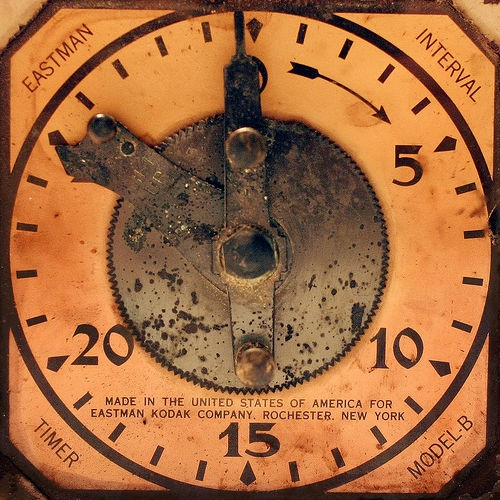 EASTMAN
INTERVAL
5
20
10
MADE IN THE UNITED STATES OF AMERICA FOR
EASTMAN KODAK COMPANY, ROCHESTER, NEW YORK
15
TIMER
MODEL-B